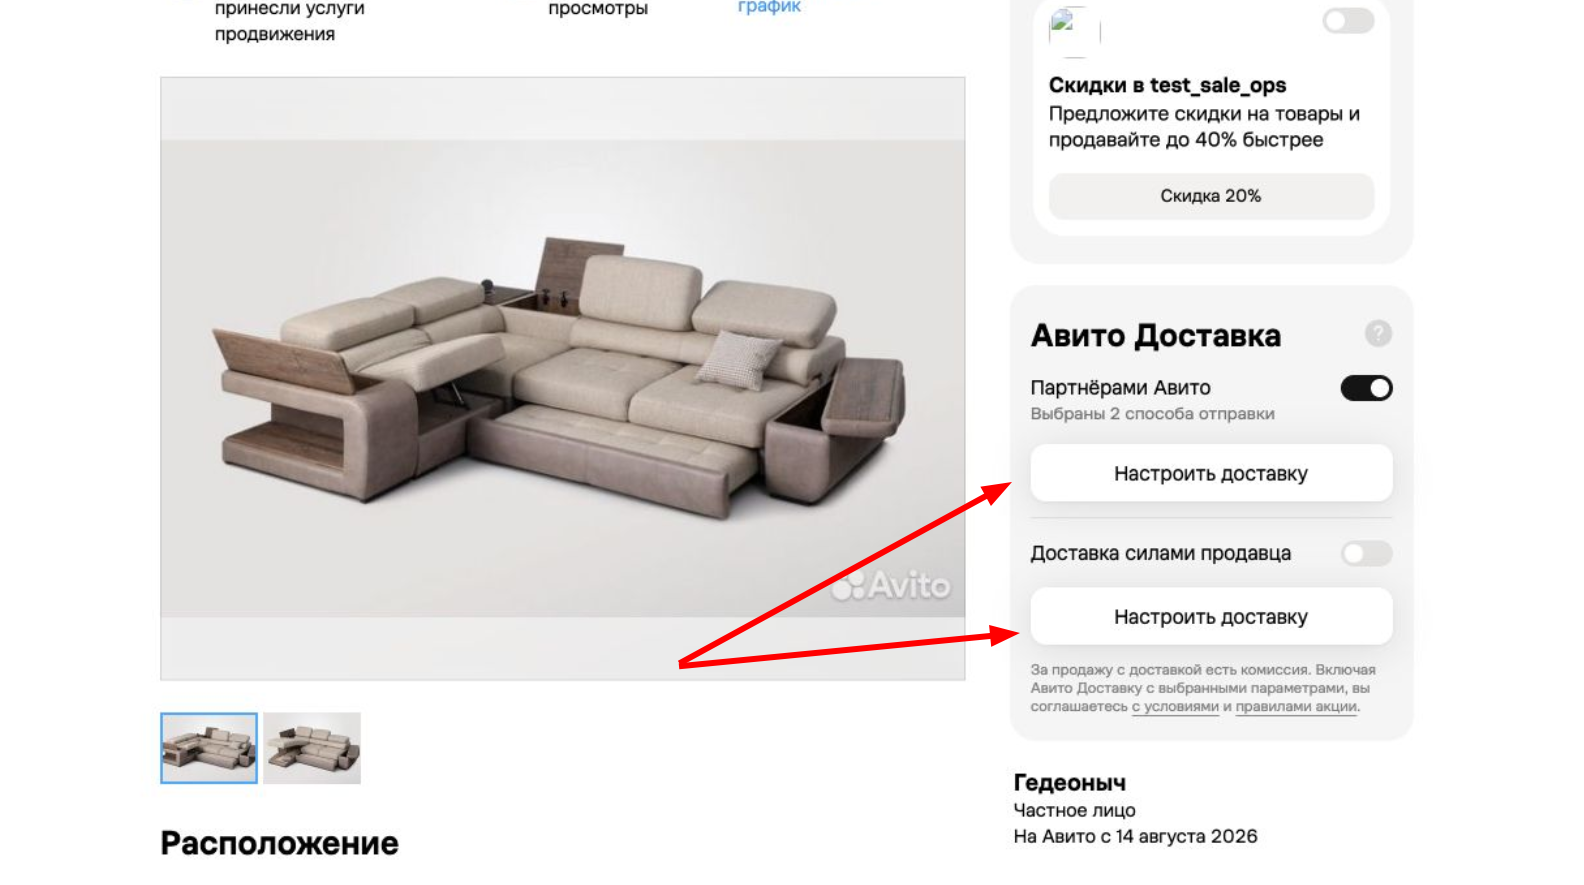 принесли услуги
продвижения
просмотры
график
Скидки в test_sale_ops
Предложите скидки на товары и
продавайте до 40% быстрее
Скидка 20%
Avito
Авито Доставка
?
Партнёрами Авито
Выбраны 2 способа отправки
Настроить доставку
Доставка силами продавца
Настроить доставку
За продажу с доставкой есть комиссия. Включая
Авито Доставку с выбранными параметрами, вы
соглашаетесь с условиями и правилами акции.
Гедеоныч
Частное лицо
На Авито с 14 августа 2026
Расположение